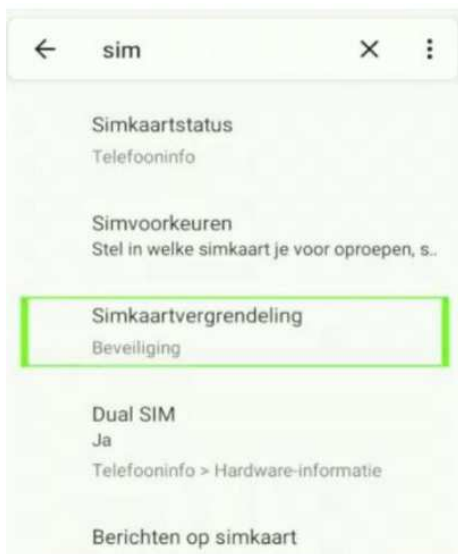 sim
Simkaartstatus
Telefooninfo
Simvoorkeuren
Stel in welke simkaart je voor oproepen, s..
Simkaartvergrendeling
Beveiliging
Dual SIM
Ja
Telefooninfo > Hardware-informatie
Berichten op simkaart